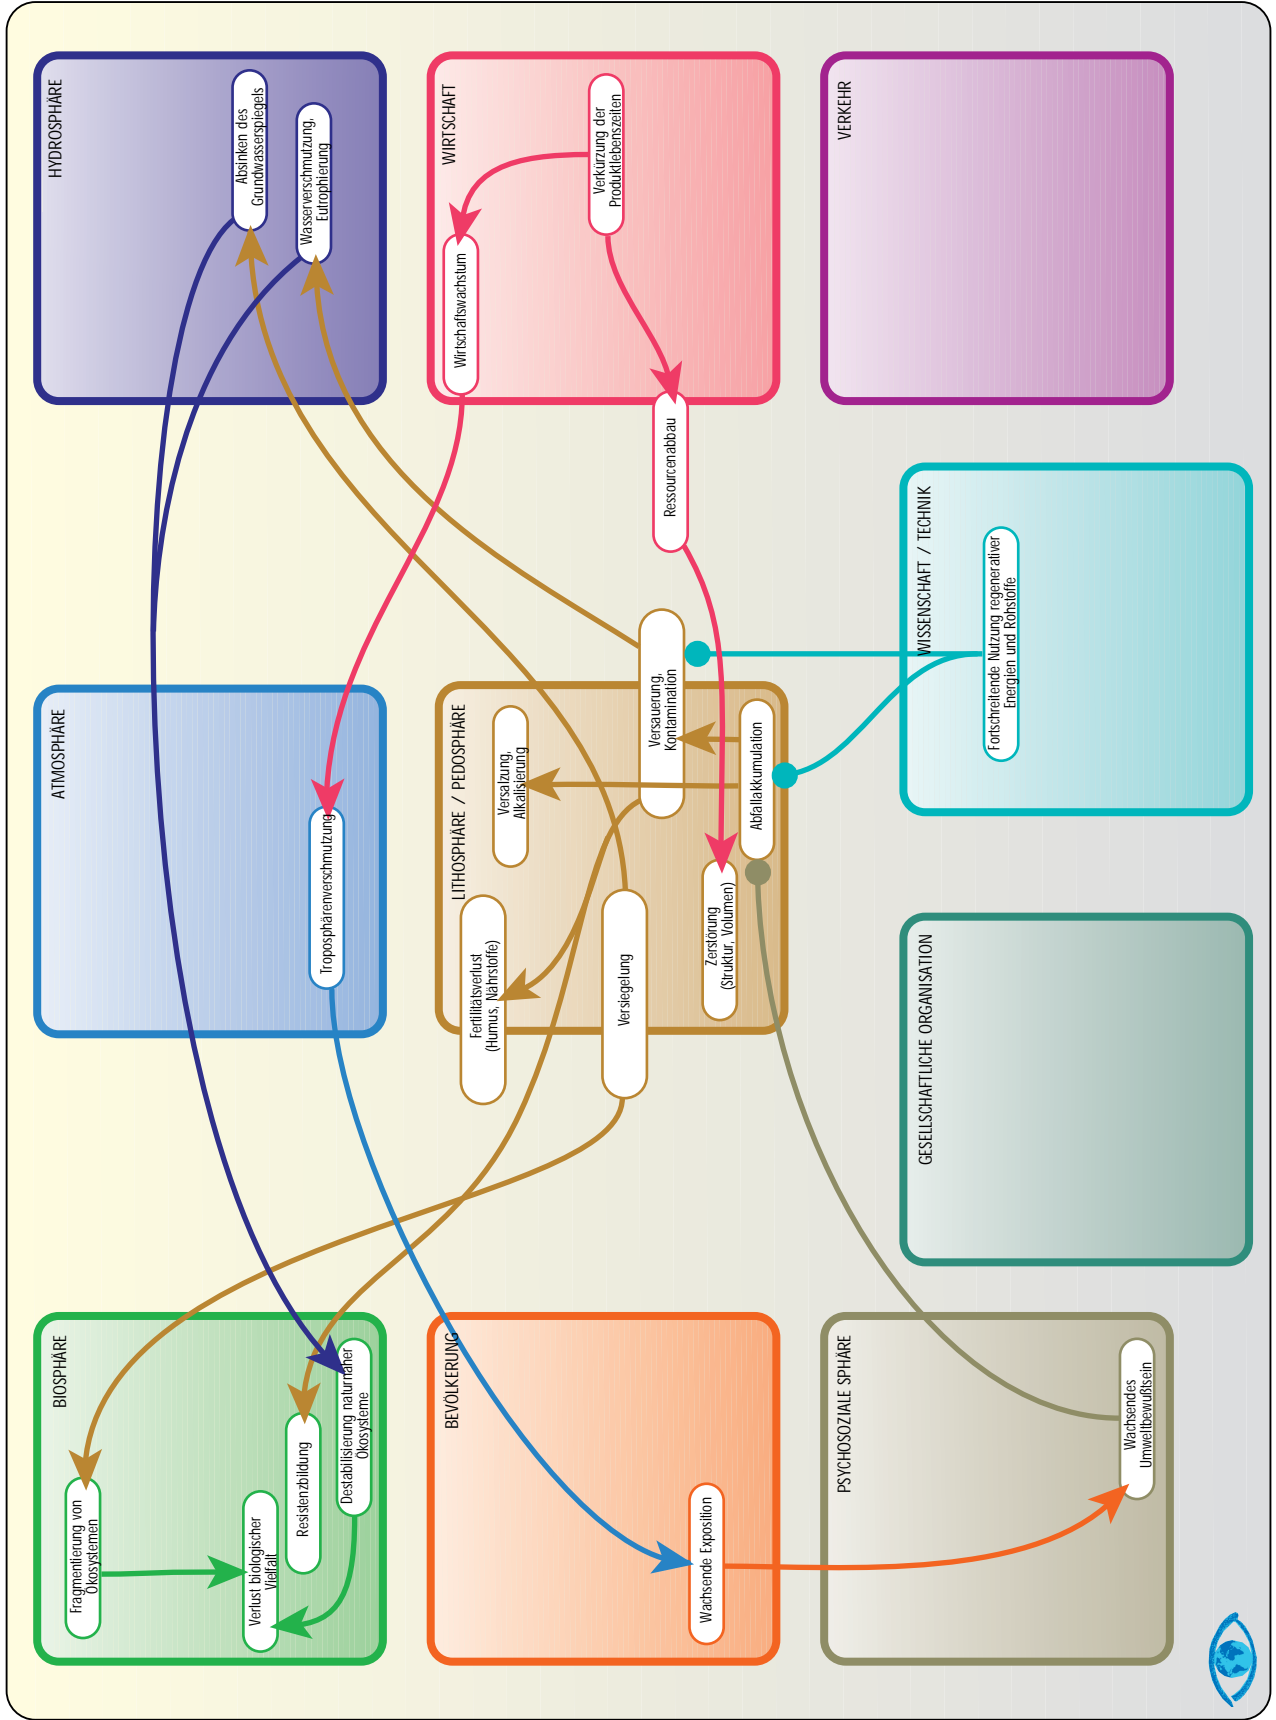 BIOSPHÄRE
Fragmentierung von
Ökosystemen
Verlust biologischer
Vielfalt
Resistenzbildung
Destabilisierung naturnaher
Ökosysteme
ATMOSPHÄRE
Troposphärenverschmutzung
HYDROSPHÄRE
Absinken des
Grundwasserspiegels
Wasserverschmutzung,
Eutrophierung
BEVÖLKERUNG
Wachsende Exposition
LITHOSPHÄRE / PEDOSPHÄRE
Fertilitätsverlust
(Humus, Nährstoffe)
Versalzung,
Alkalisierung
Versiegelung
Versauerung,
Kontamination
Zerstörung
(Struktur, Volumen)
Abfallakkumulation
WIRTSCHAFT
Wirtschaftswachstum
Verkürzung der
Produktlebenszeiten
Ressourcenabbau
PSYCHOSOZIALE SPHÄRE
Wachsendes
Umweltbewußtsein
GESELLSCHAFTLICHE ORGANISATION
WISSENSCHAFT / TECHNIK
Fortschreitende Nutzung regenerativer
Energien und Rohstoffe
VERKEHR